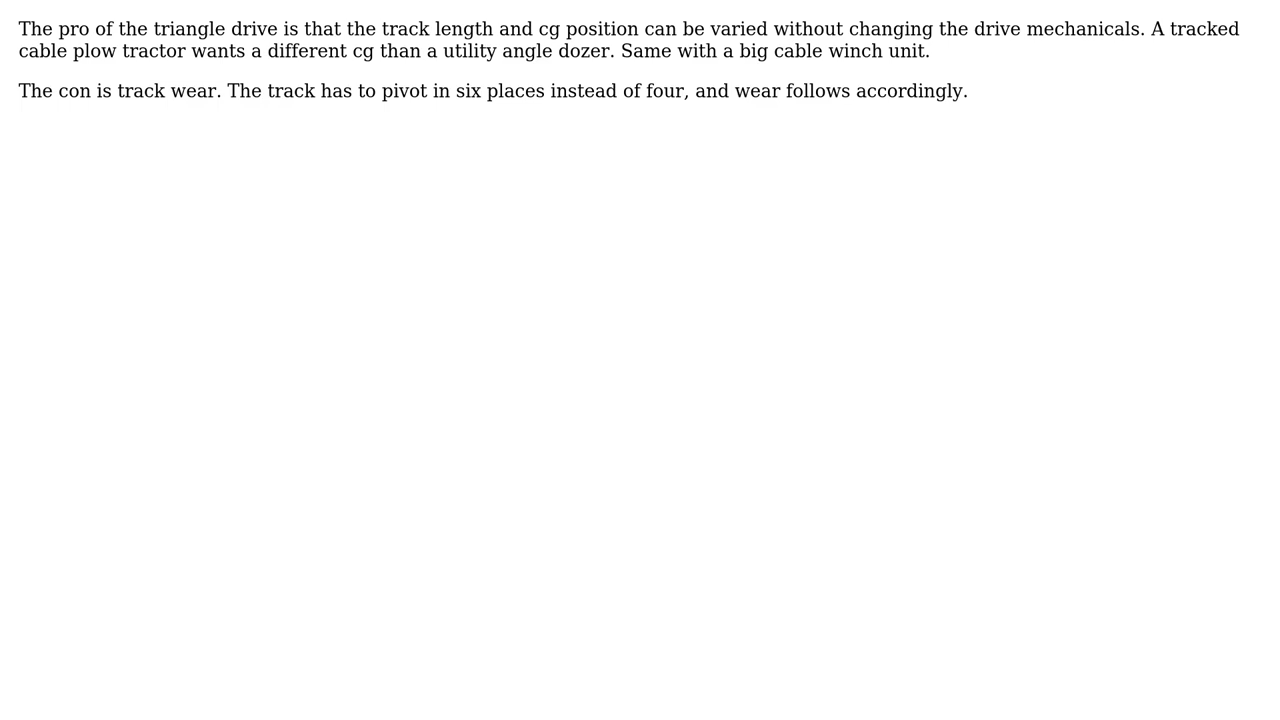 The pro of the triangle drive is that the track length and cg position can be varied without changing the drive mechanicals. A tracked
cable plow tractor wants a different cg than a utility angle dozer. Same with a big cable winch unit.
The con is track wear. The track has to pivot in six places instead of four, and wear follows accordingly.